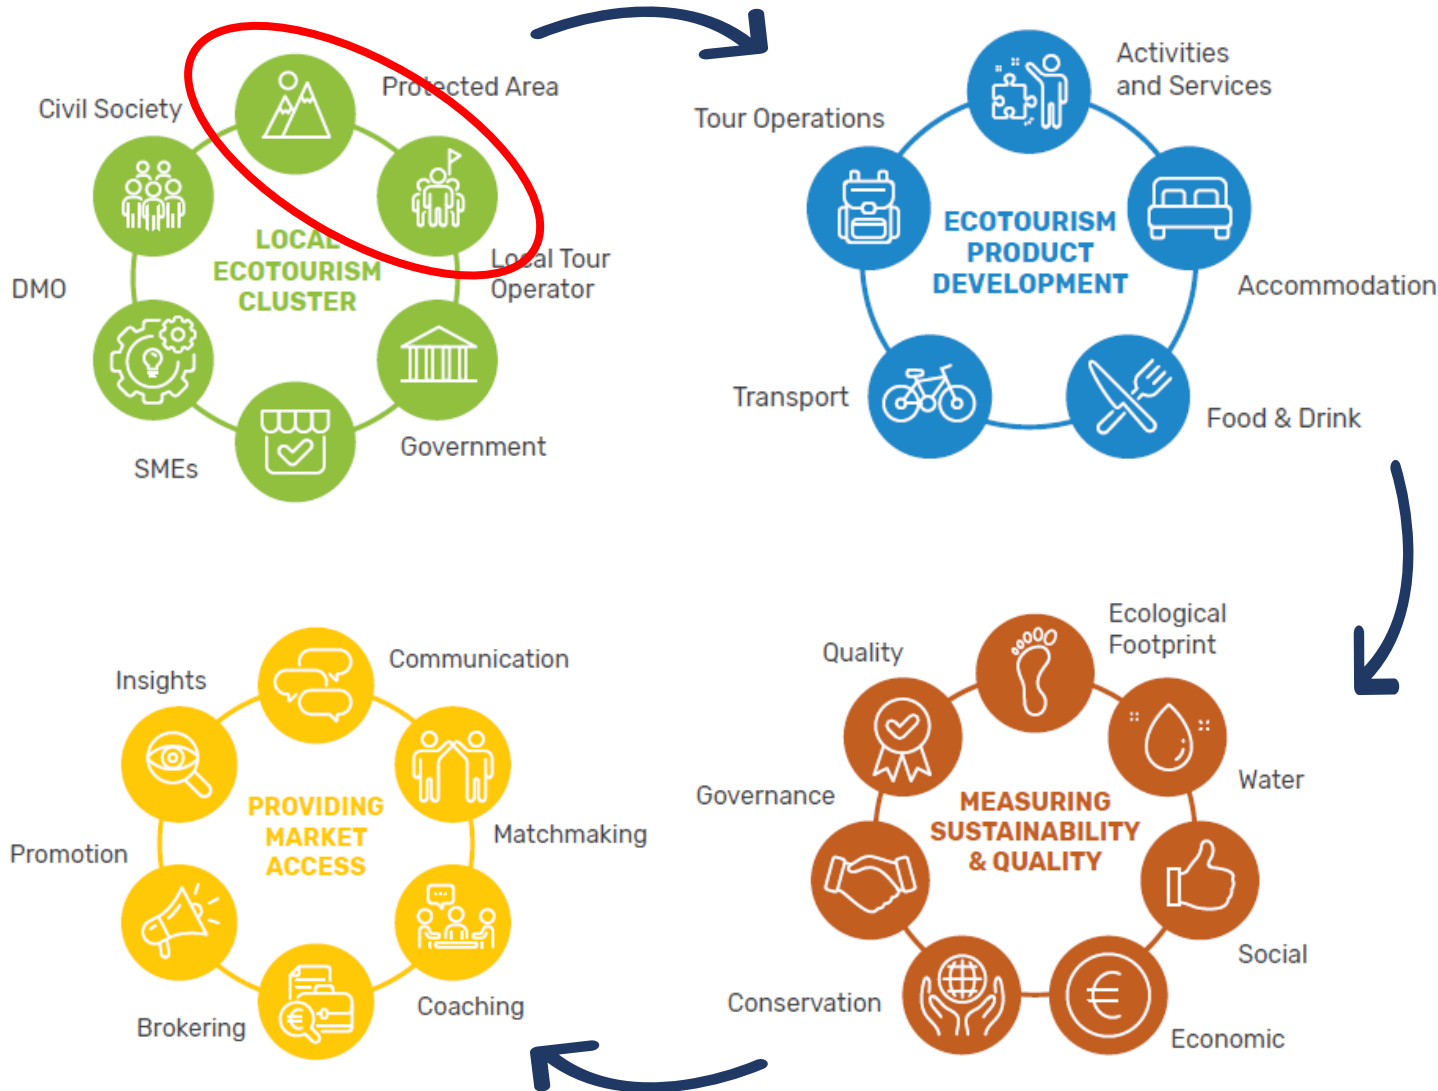 Protected Area
Civil Society
LOCAL
ECOTOURISM
CLUSTER
Local Tour
Operator
DMO
Government
SMEs
Activities
and Services
Tour Operations
ECOTOURISM
PRODUCT
DEVELOPMENT
Accommodation
Transport
Food & Drink
Ecological
Footprint
Quality
Water
Governance
MEASURING
SUSTAINABILITY
& QUALITY
Social
Conservation
Economic
€
Communication
Insights
PROVIDING
MARKET
ACCESS
Matchmaking
Promotion
Coaching
Brokering
€